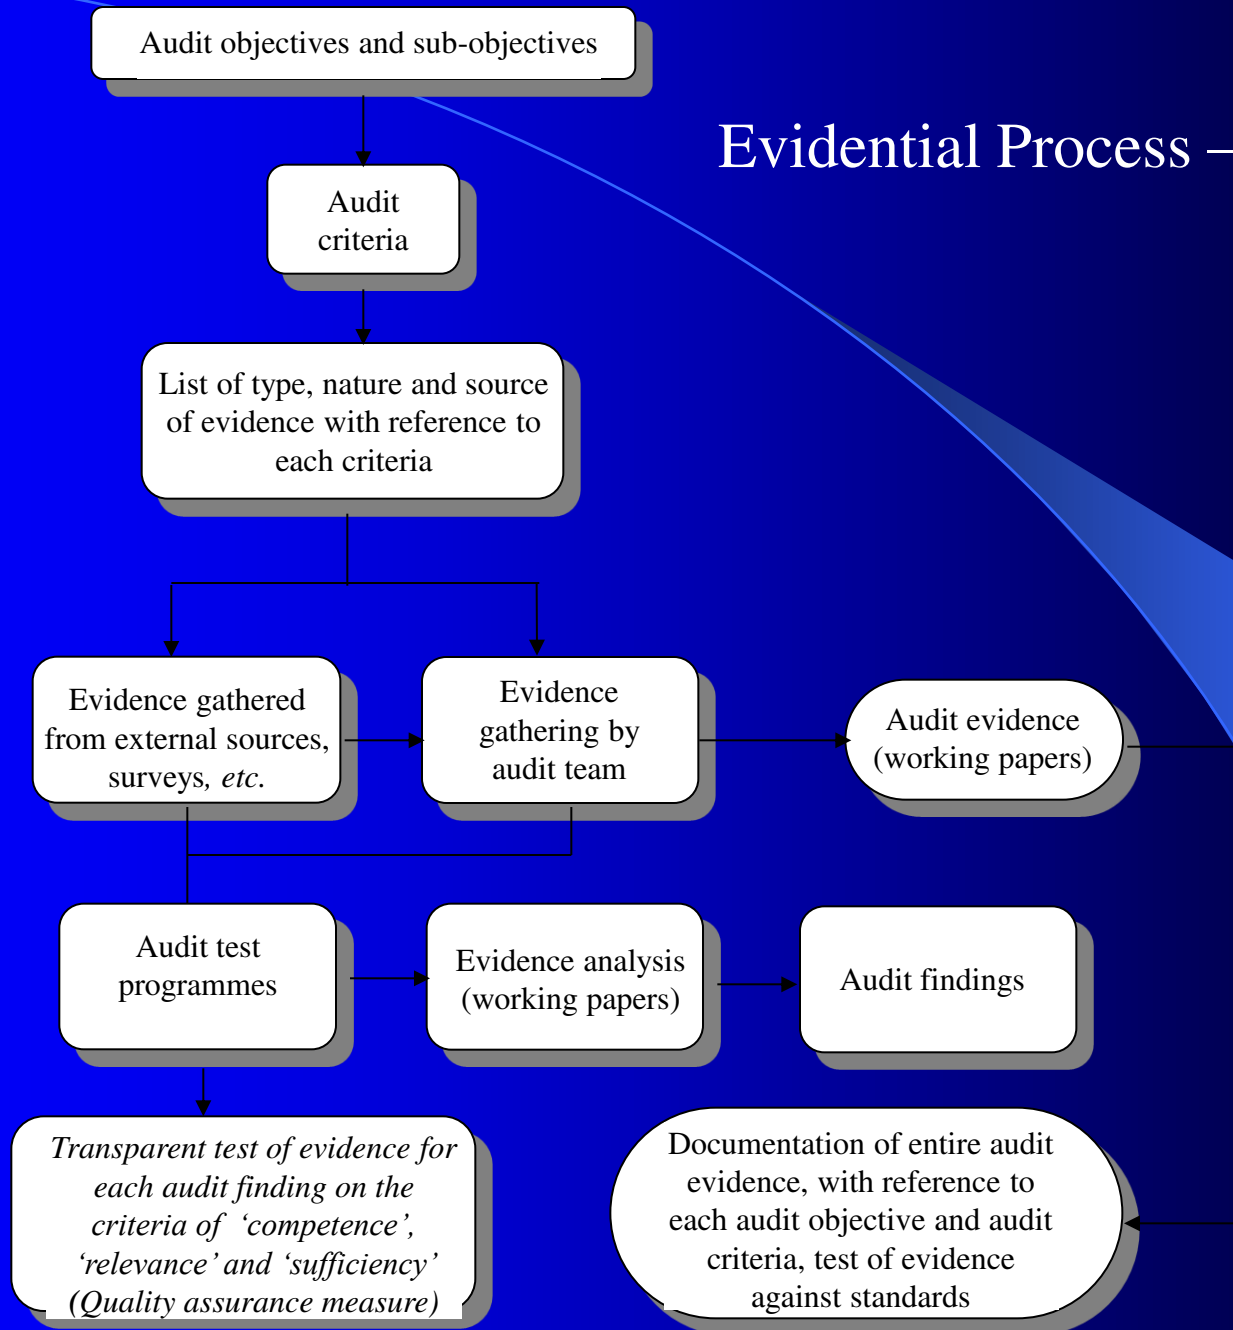 Audit objectives and sub-objectives
Evidential Process –
Audit
criteria
List of type, nature and source
of evidence with reference to
each criteria
Evidence gathered
from external sources,
surveys, etc.
Evidence
gathering by
audit team
Audit evidence
(working papers)
Audit test
programmes
Evidence analysis
(working papers)
Audit findings
Transparent test of evidence for
each audit finding on the
criteria of ‘competence’,
‘relevance’ and ‘sufficiency’
(Quality assurance measure)
Documentation of entire audit
evidence, with reference to
each audit objective and audit
criteria, test of evidence
against standards